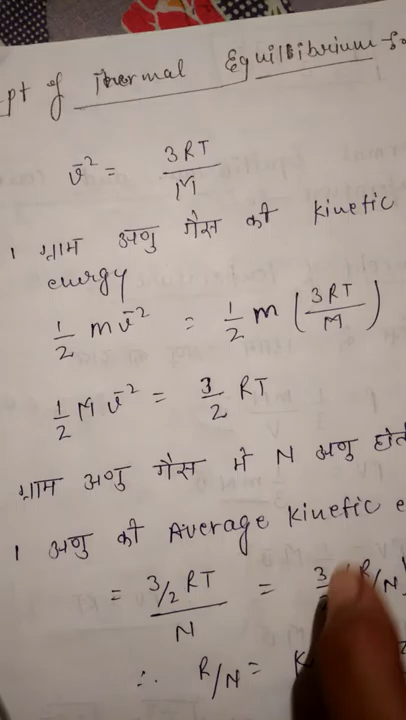 pt of Thermal Equilibrium
v̄² = 3RT / M
1 ग्राम अणु गैस की Kinetic
energy
1/2 m v̄² = 1/2 m (3RT / M)
1/2 M v̄² = 3/2 RT
ग्राम अणु गैस में N अणु
1 अणु की Average Kinetic e
= 3/2 RT / N = 3 R/N
∴ R/N = K